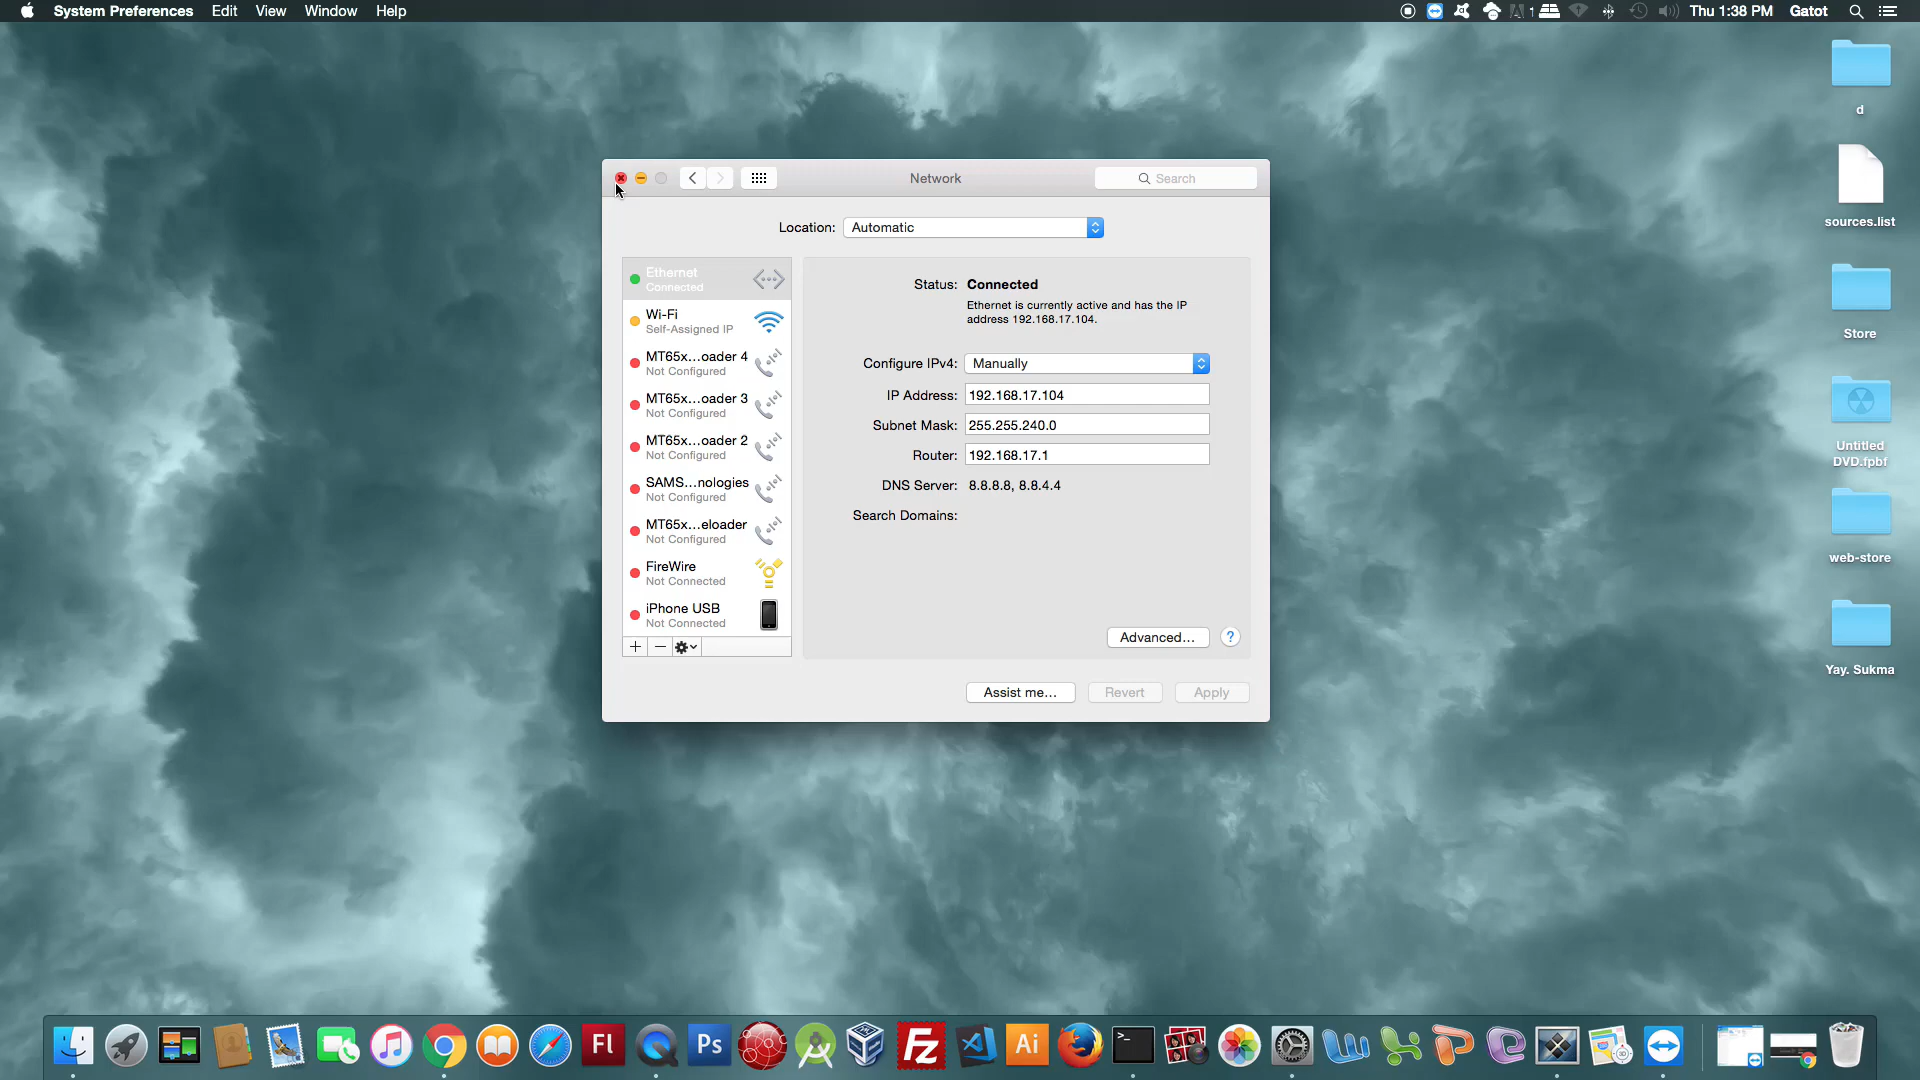 System Preferences Edit View Window Help
1 Thu 1:38 PM Gatot
Network
Search
Location: Automatic
Ethernet
Connected
Wi-Fi
Self-Assigned IP
MT65x...oader 4
Not Configured
MT65x...oader 3
Not Configured
MT65x...oader 2
Not Configured
SAMS...nologies
Not Configured
MT65x...eloader
Not Configured
FireWire
Not Connected
iPhone USB
Not Connected
Status: Connected
Ethernet is currently active and has the IP
address 192.168.17.104.
Configure IPv4: Manually
IP Address: 192.168.17.104
Subnet Mask: 255.255.240.0
Router: 192.168.17.1
DNS Server: 8.8.8.8, 8.8.4.4
Search Domains:
Advanced... ?
Assist me... Revert Apply
d
sources.list
Store
Untitled
DVD.fpbf
web-store
Yay. Sukma
Fl
Ps
Fz
Ai